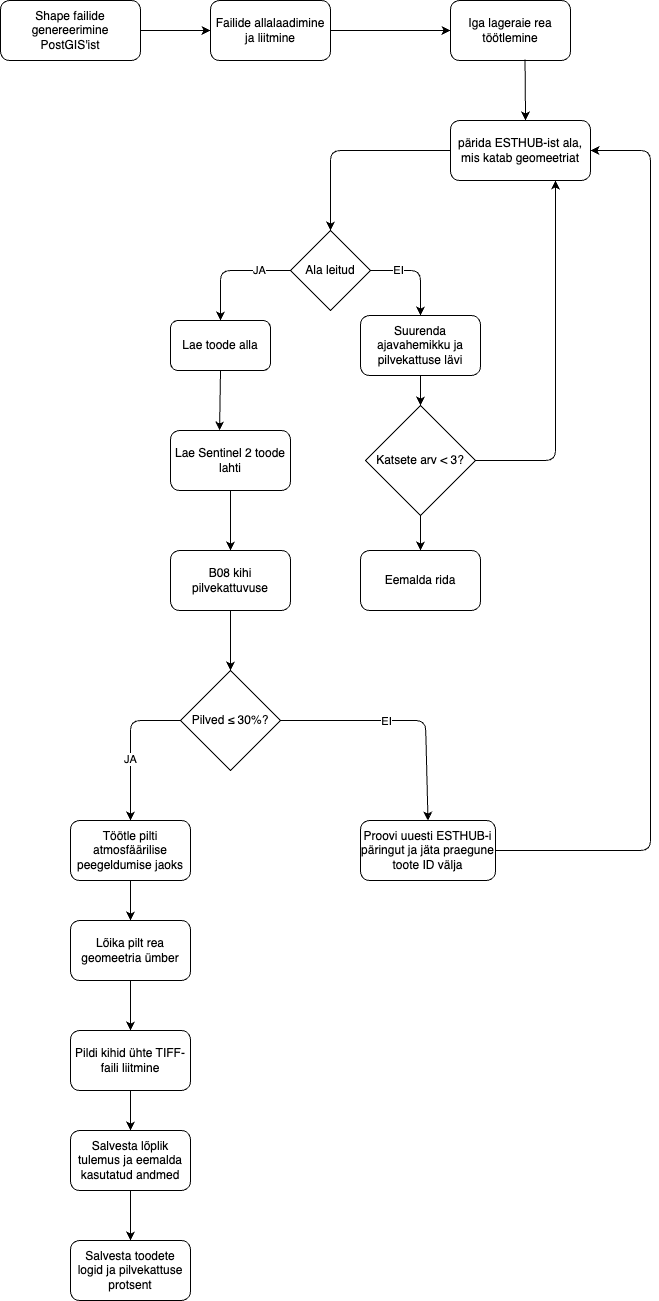 Shape failide
genereerimine
PostGIS'ist
Failide allalaadimine
ja liitmine
Iga lageraie rea
töötlemine
pärida ESTHUB-ist ala,
mis katab geomeetriat
Ala leitud
JA
EI
Lae toode alla
Suurenda
ajavahemikku ja
pilvekattuse lävi
Lae Sentinel 2 toode
lahti
Katsete arv < 3?
B08 kihi
pilvekattuvuse
Eemalda rida
Pilved ≤ 30%?
EI
JA
Töötle pilti
atmosfäärilise
peegeldumise jaoks
Proovi uuesti ESTHUB-i
päringut ja jäta praegune
toote ID välja
Lõika pilt rea
geomeetria ümber
Pildi kihid ühte TIFF-
faili liitmine
Salvesta lõplik
tulemus ja eemalda
kasutatud andmed
Salvesta toodete
logid ja pilvekattuse
protsent